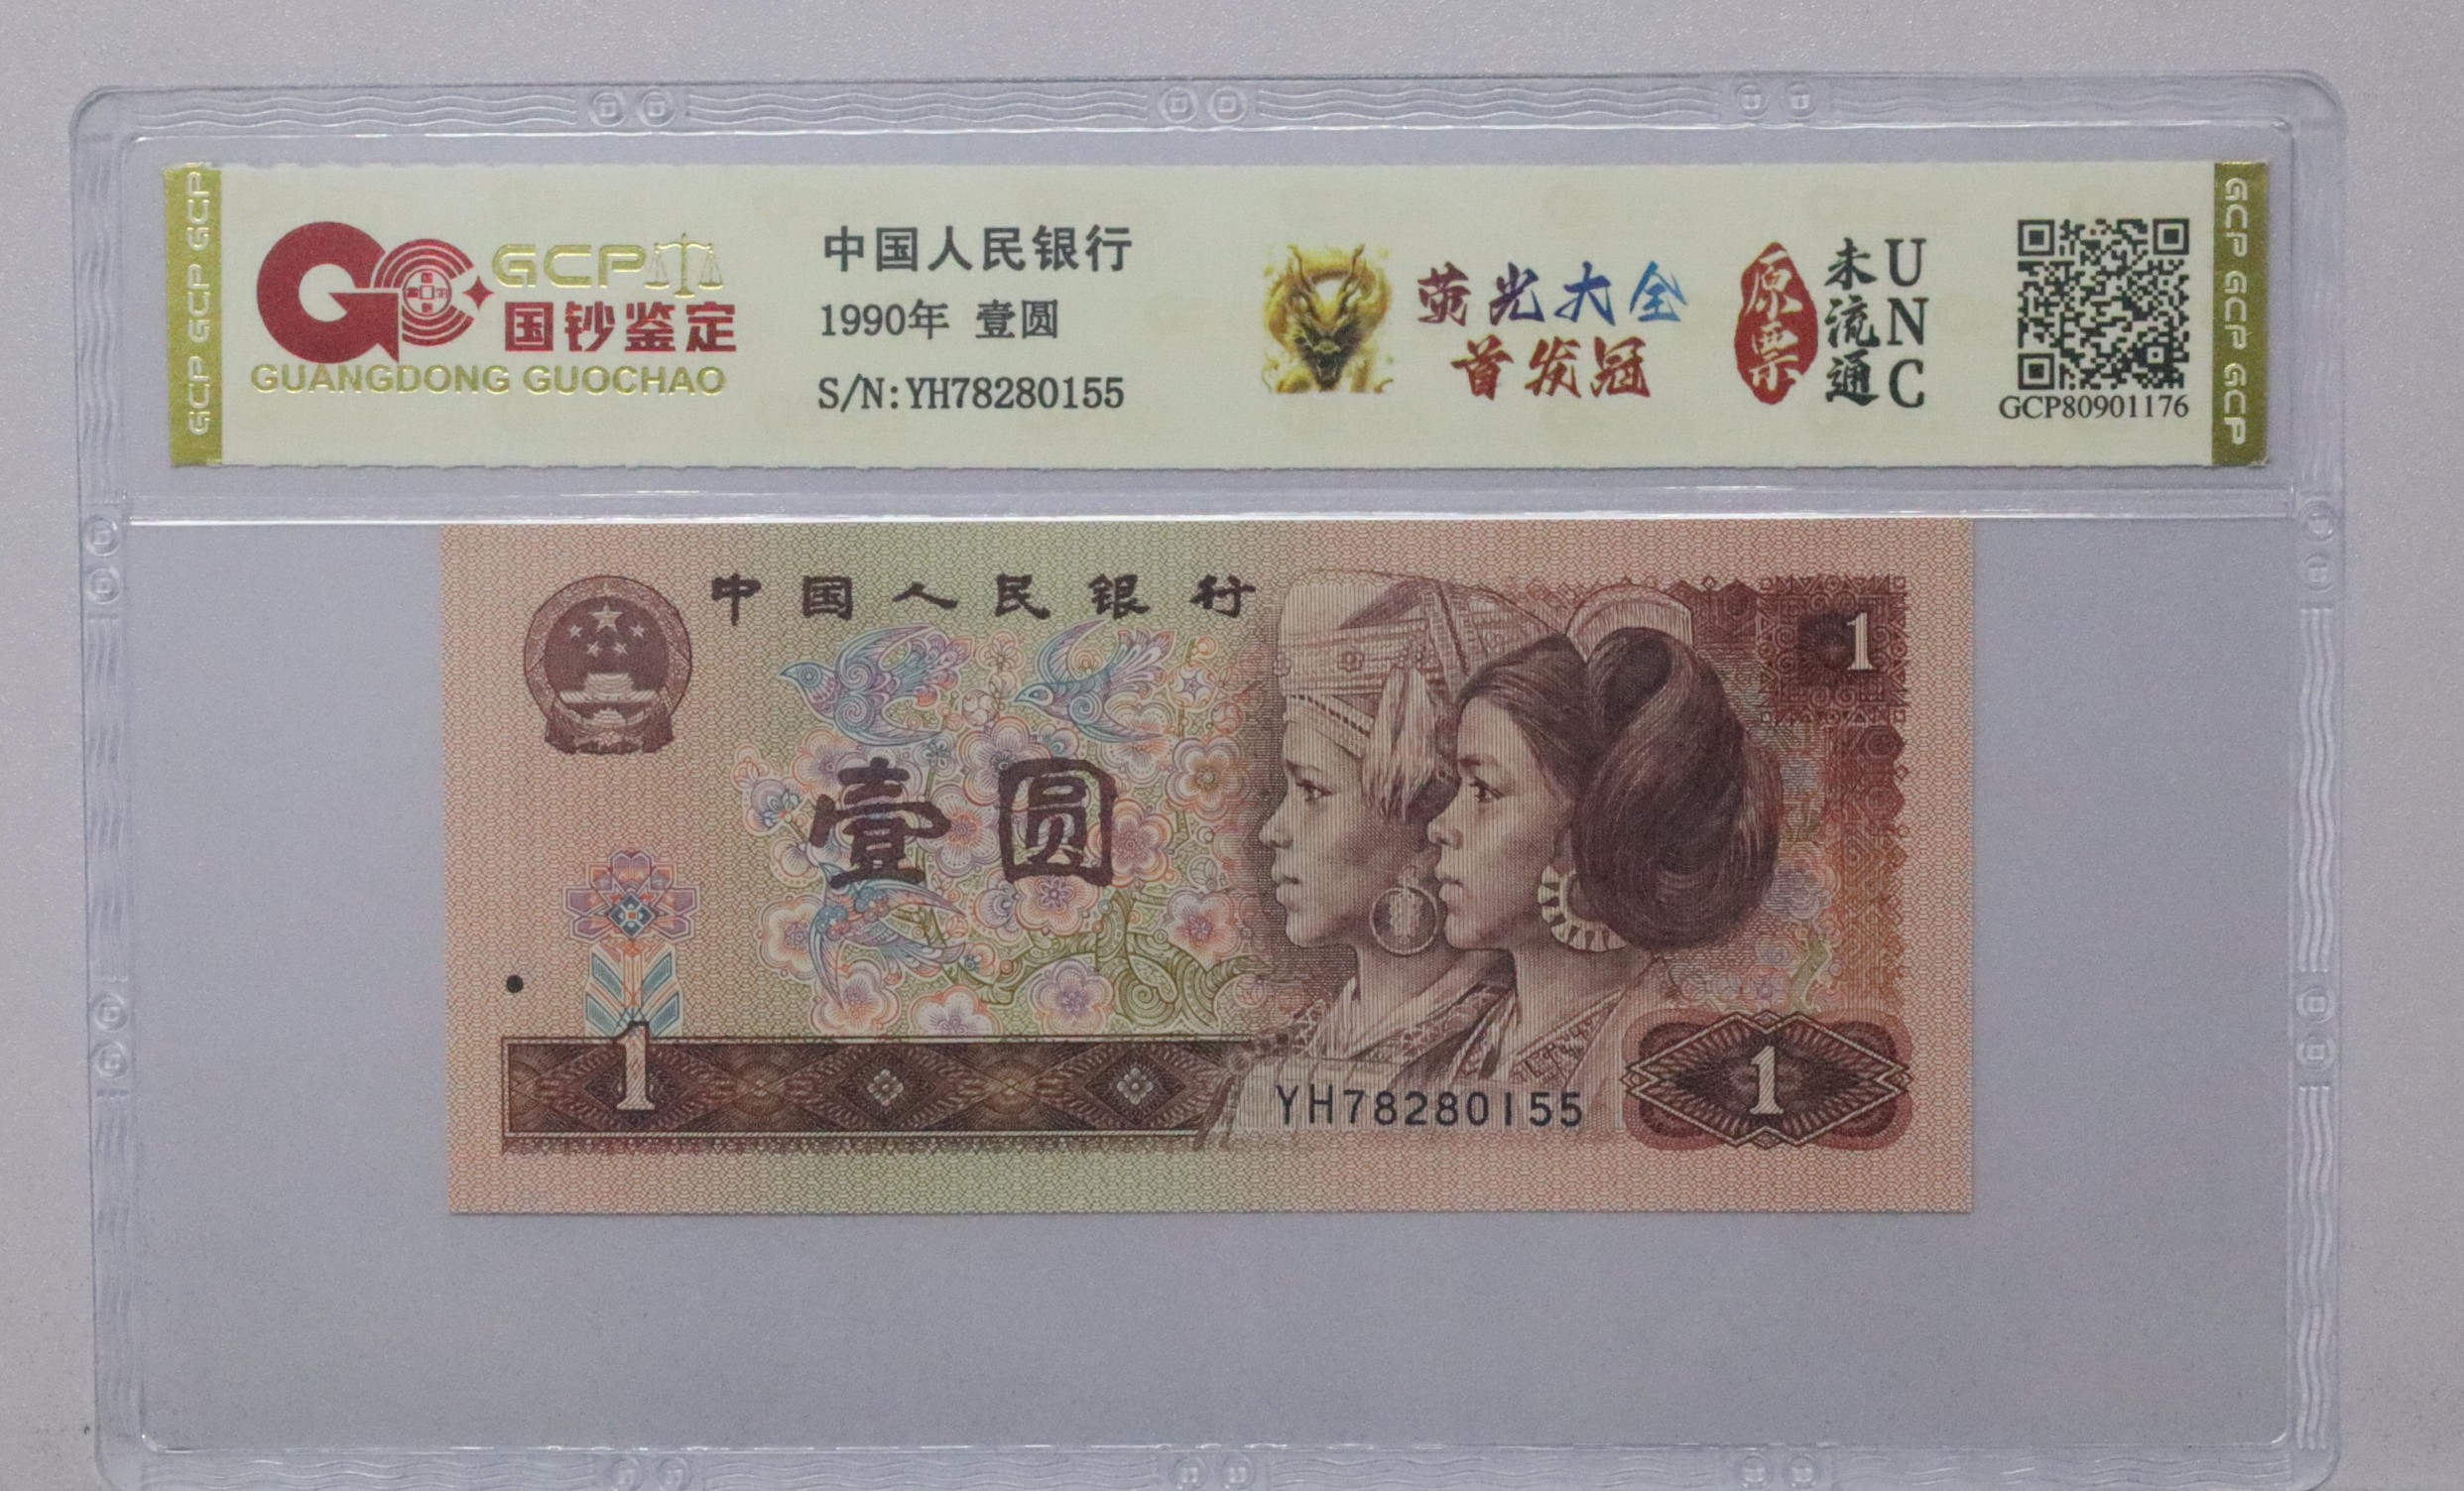 GCP GCP GCP
GCP
国钞鉴定
GUANGDONG GUOCHAO
中国人民银行
1990年 壹圆
S/N:YH78280155
荧光大全
首发冠
原票
未流通
UNC
GCP80901176
GCP GCP GCP
中国人民银行
1
壹圆
1
YH78280155
1